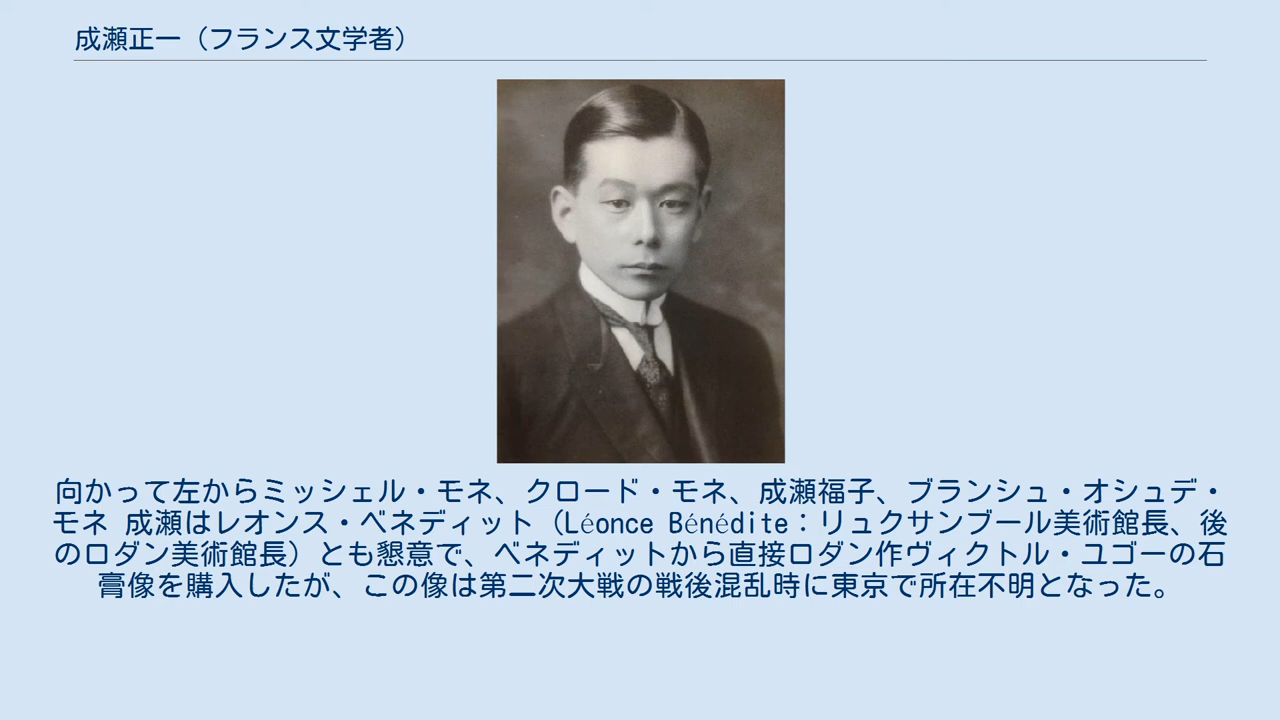 成瀬正一（フランス文学者）
向かって左からミッシェル・モネ、クロード・モネ、成瀬福子、ブランシュ・オシュデ・
モネ 成瀬はレオンス・ベネディット（Léonce Bénédite：リュクサンブール美術館長、後
のロダン美術館長）とも懇意で、ベネディットから直接ロダン作ヴィクトル・ユゴーの石
膏像を購入したが、この像は第二次大戦の戦後混乱時に東京で所在不明となった。